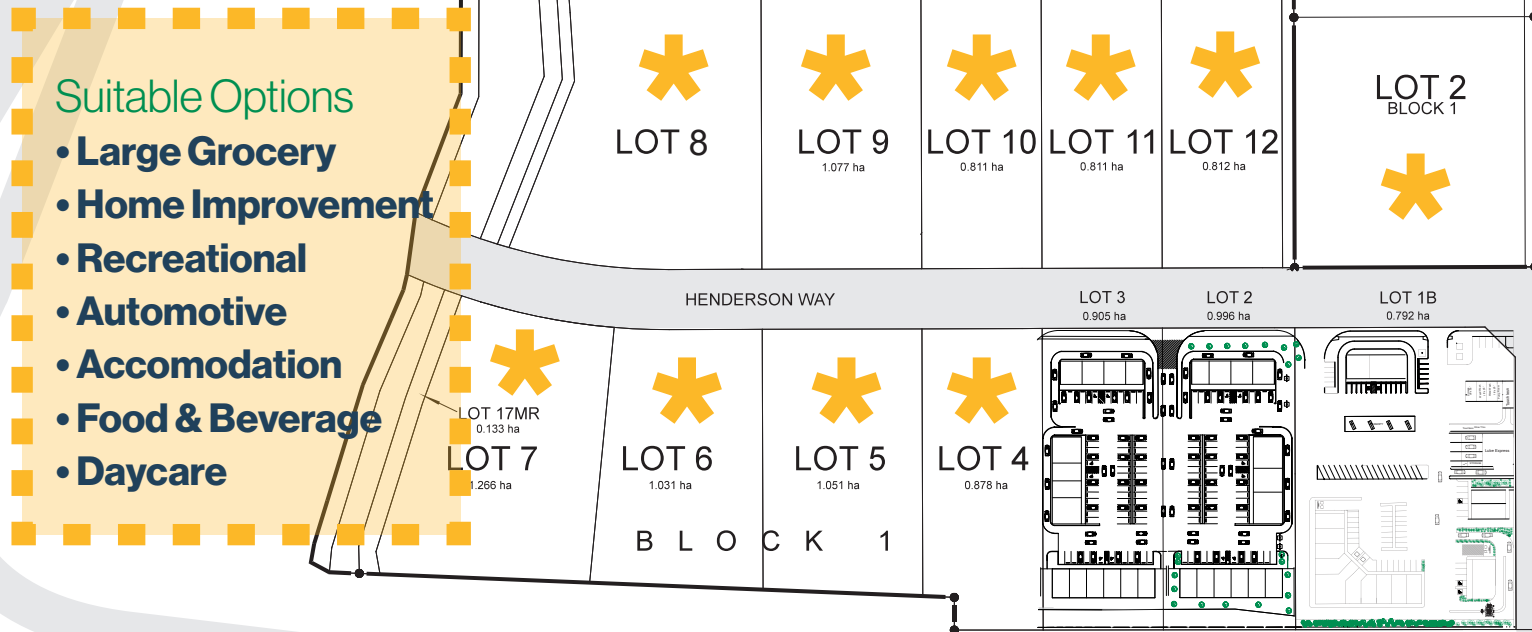 Suitable Options
• Large Grocery
• Home Improvement
• Recreational
• Automotive
• Accomodation
• Food & Beverage
• Daycare
LOT 8
LOT 9
1.077 ha
LOT 10
0.811 ha
LOT 11
0.811 ha
LOT 12
0.812 ha
LOT 2
BLOCK 1
HENDERSON WAY
LOT 3
0.905 ha
LOT 2
0.996 ha
LOT 1B
0.792 ha
LOT 17MR
0.133 ha
LOT 7
1.266 ha
LOT 6
1.031 ha
LOT 5
1.051 ha
LOT 4
0.878 ha
BLOCK 1
Lube Express